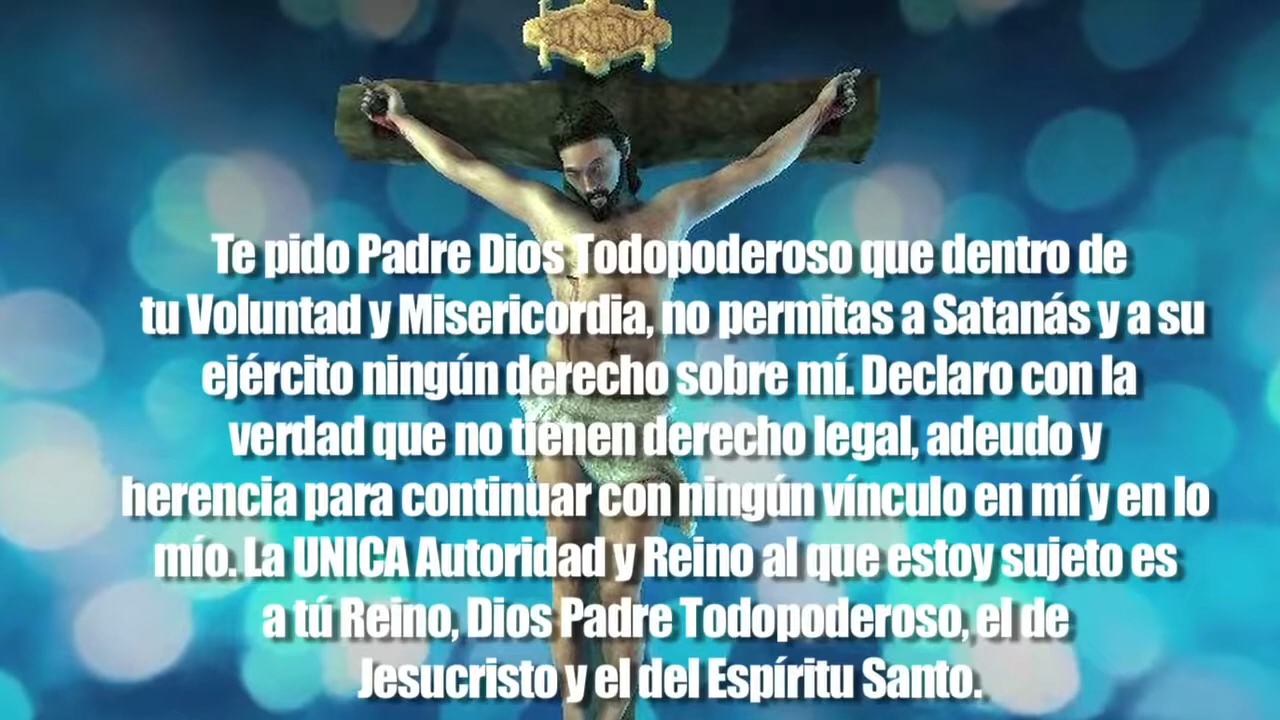 INRI
Te pido Padre Dios Todopoderoso que dentro de
tu Voluntad y Misericordia, no permitas a Satanás y a su
ejército ningún derecho sobre mí. Declaro con la
verdad que no tienen derecho legal, adeudo y
herencia para continuar con ningún vínculo en mí y en lo
mío. La UNICA Autoridad y Reino al que estoy sujeto es
a tú Reino, Dios Padre Todopoderoso, el de
Jesucristo y el del Espíritu Santo.